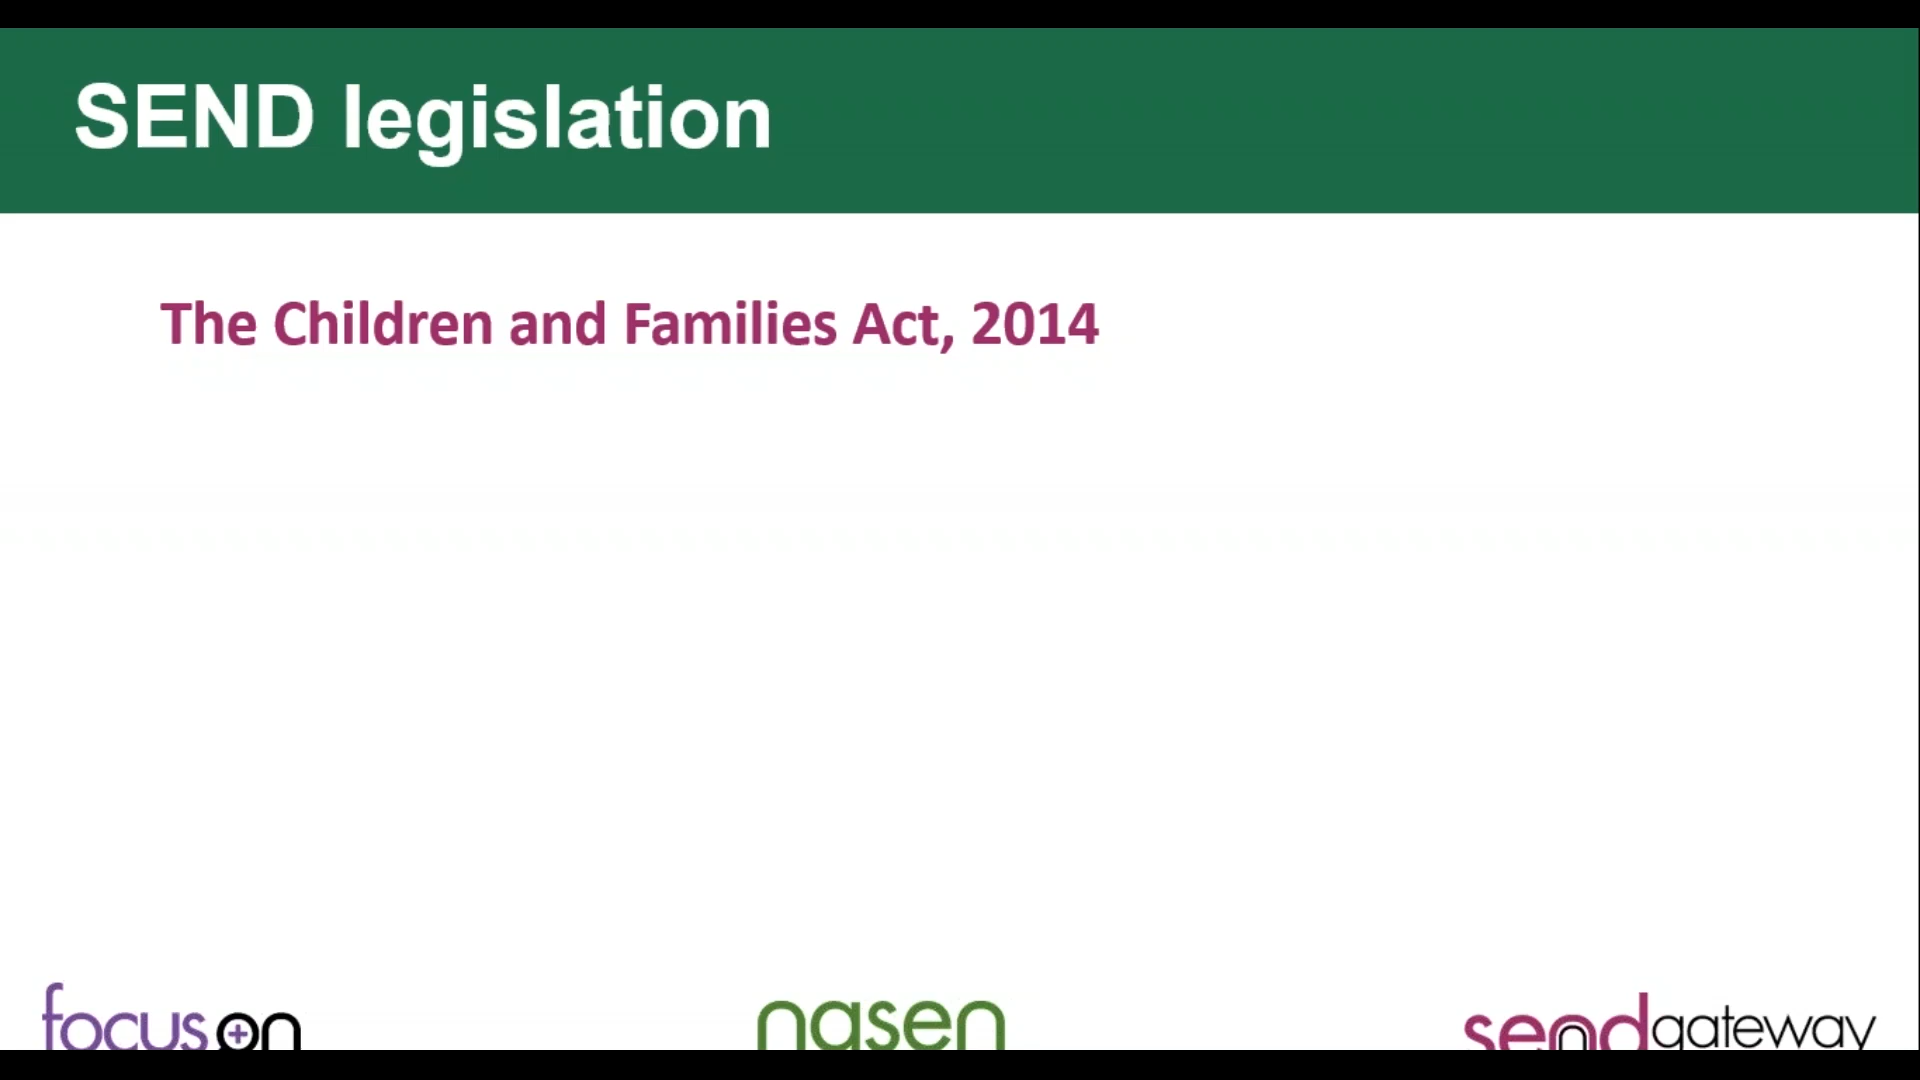 SEND legislation
The Children and Families Act, 2014
focus on
nasen
sendgateway